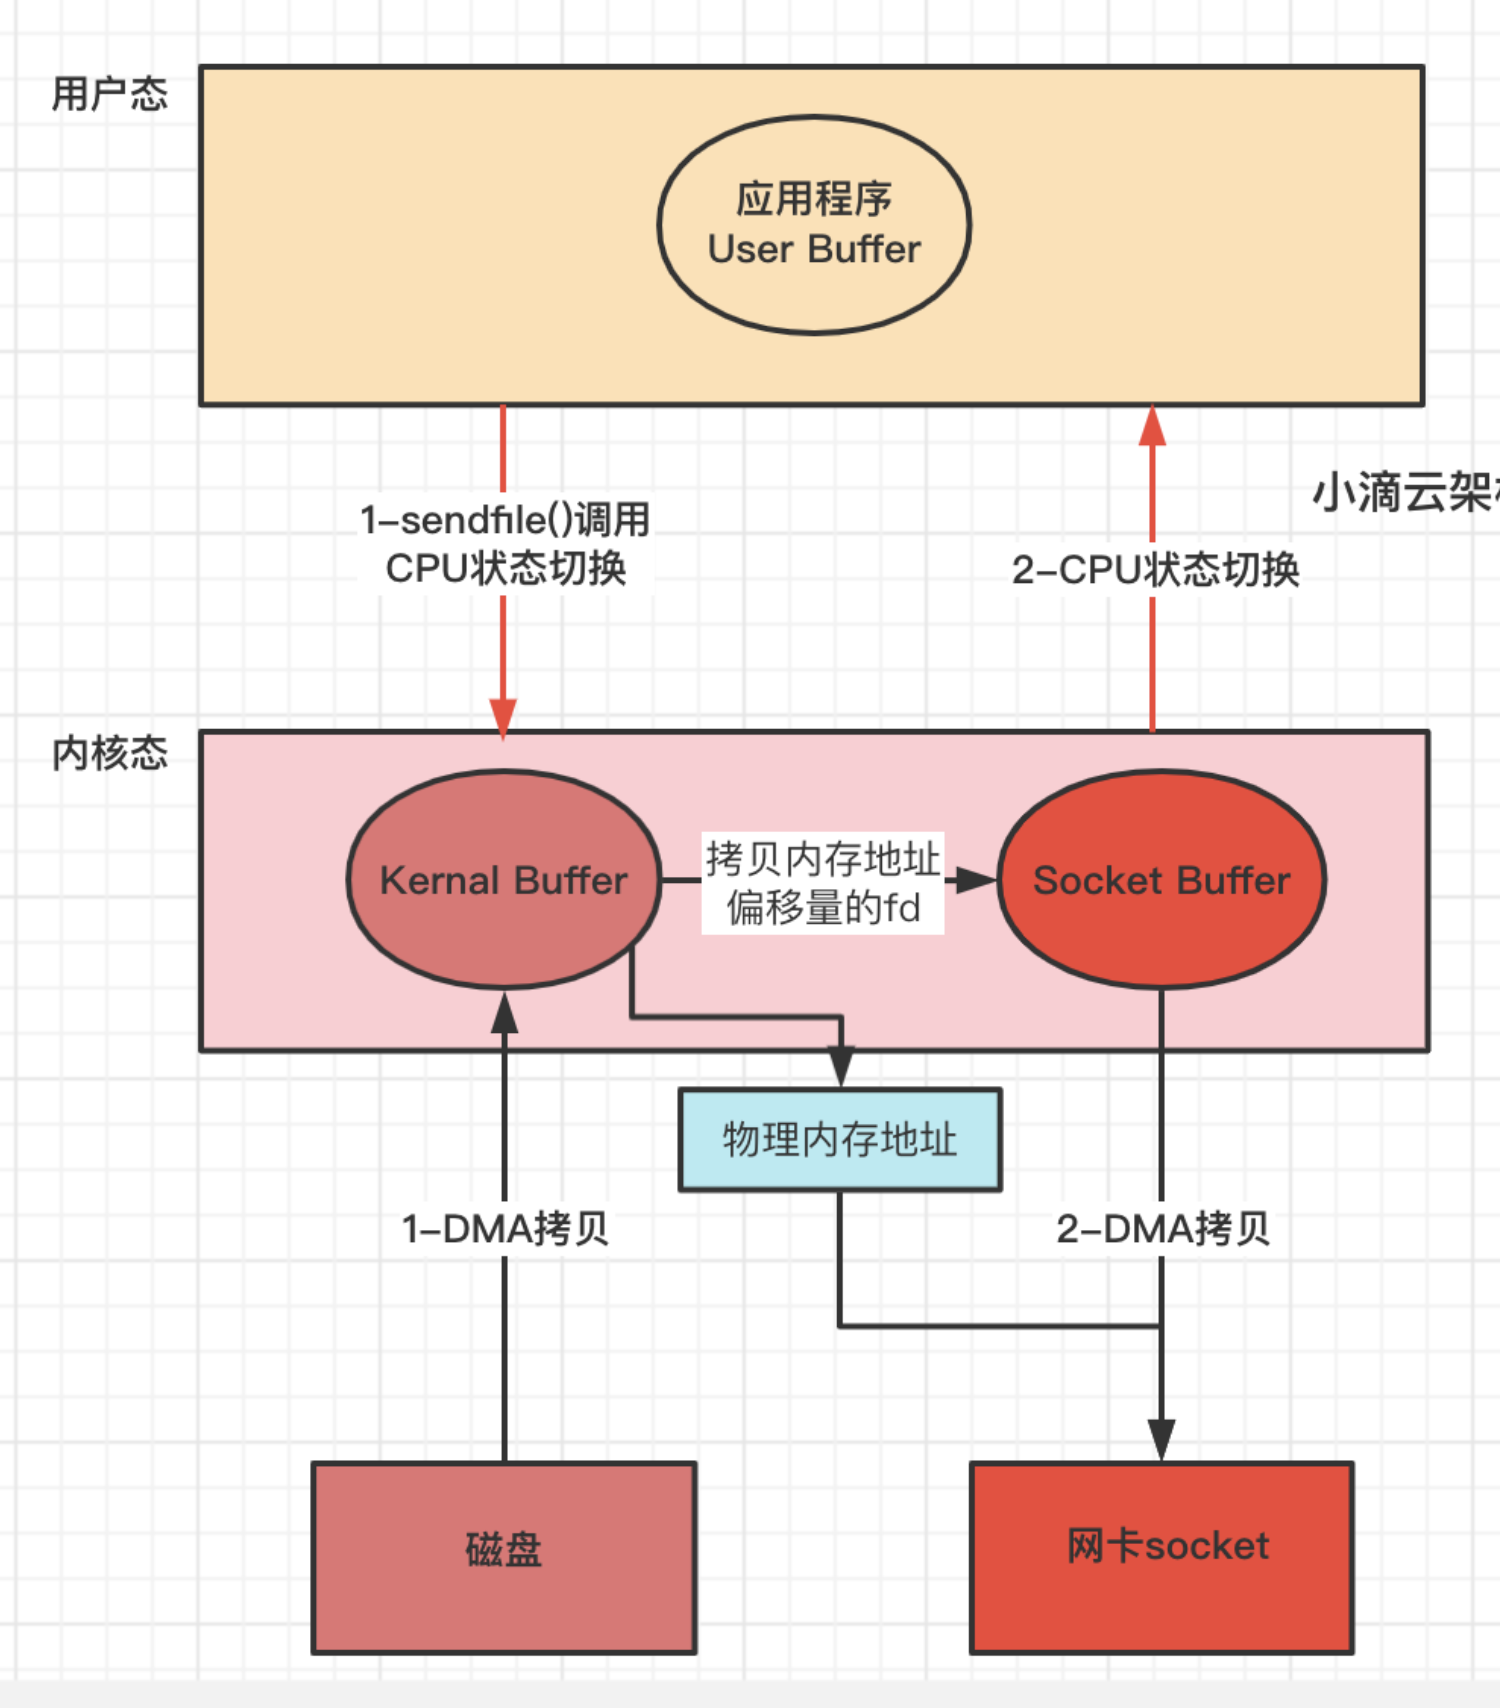 用户态
应用程序
User Buffer
1-sendfile()调用
CPU状态切换
小滴云架
2-CPU状态切换
内核态
Kernal Buffer
拷贝内存地址
偏移量的fd
Socket Buffer
物理内存地址
1-DMA拷贝
2-DMA拷贝
磁盘
网卡socket